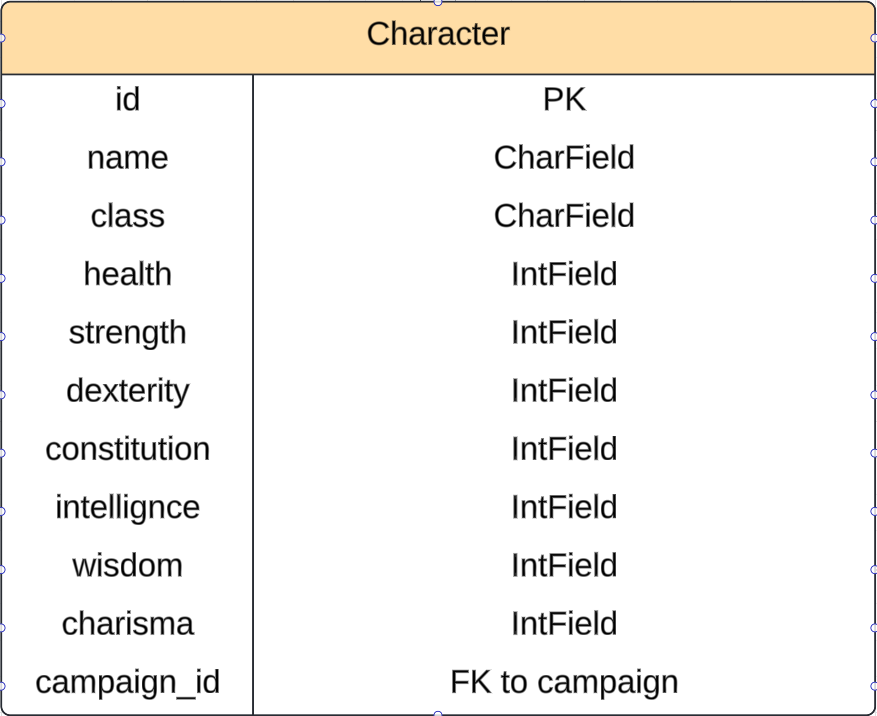 Character
id PK
name CharField
class CharField
health IntField
strength IntField
dexterity IntField
constitution IntField
intellignce IntField
wisdom IntField
charisma IntField
campaign_id FK to campaign